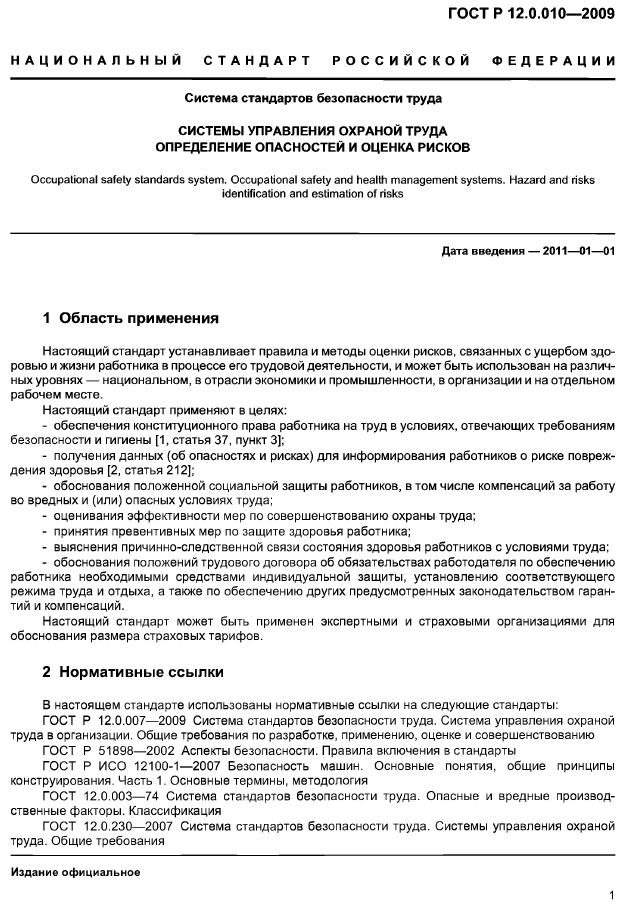 ГОСТ Р 12.0.010—2009
НАЦИОНАЛЬНЫЙ СТАНДАРТ РОССИЙСКОЙ ФЕДЕРАЦИИ
Система стандартов безопасности труда
СИСТЕМЫ УПРАВЛЕНИЯ ОХРАНОЙ ТРУДА
ОПРЕДЕЛЕНИЕ ОПАСНОСТЕЙ И ОЦЕНКА РИСКОВ
Occupational safety standards system. Occupational safety and health management systems. Hazard and risks
identification and estimation of risks
Дата введения — 2011—01—01
1 Область применения
Настоящий стандарт устанавливает правила и методы оценки рисков, связанных с ущербом здо-
ровью и жизни работника в процессе его трудовой деятельности, и может быть использован на различ-
ных уровнях — национальном, в отрасли экономики и промышленности, в организации и на отдельном
рабочем месте.
Настоящий стандарт применяют в целях:
- обеспечения конституционного права работника на труд в условиях, отвечающих требованиям
безопасности и гигиены [1, статья 37, пункт 3];
- получения данных (об опасностях и рисках) для информирования работников о риске повреж-
дения здоровья [2, статья 212];
- обоснования положенной социальной защиты работников, в том числе компенсаций за работу
во вредных и (или) опасных условиях труда;
- оценивания эффективности мер по совершенствованию охраны труда;
- принятия превентивных мер по защите здоровья работника;
- выяснения причинно-следственной связи состояния здоровья работников с условиями труда;
- обоснования положений трудового договора об обязательствах работодателя по обеспечению
работника необходимыми средствами индивидуальной защиты, установлению соответствующего
режима труда и отдыха, а также по обеспечению других предусмотренных законодательством гаран-
тий и компенсаций.
Настоящий стандарт может быть применен экспертными и страховыми организациями для
обоснования размера страховых тарифов.
2 Нормативные ссылки
В настоящем стандарте использованы нормативные ссылки на следующие стандарты:
ГОСТ Р 12.0.007—2009 Система стандартов безопасности труда. Система управления охраной
труда в организации. Общие требования по разработке, применению, оценке и совершенствованию
ГОСТ Р 51898—2002 Аспекты безопасности. Правила включения в стандарты
ГОСТ Р ИСО 12100-1—2007 Безопасность машин. Основные понятия, общие принципы
конструирования. Часть 1. Основные термины, методология
ГОСТ 12.0.003—74 Система стандартов безопасности труда. Опасные и вредные производ-
ственные факторы. Классификация
ГОСТ 12.0.230—2007 Система стандартов безопасности труда. Системы управления охраной
труда. Общие требования
Издание официальное
1